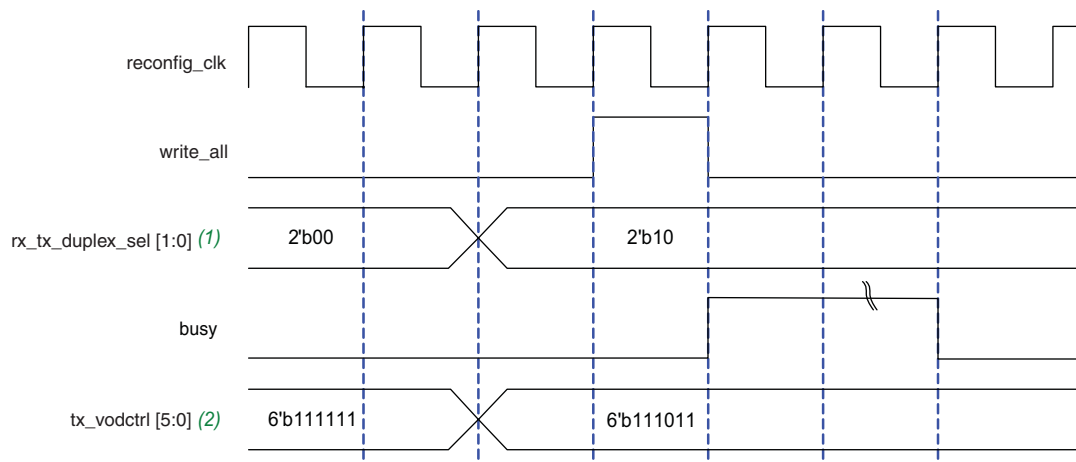 reconfig_clk
write_all
rx_tx_duplex_sel [1:0] (1) 2'b00 2'b10
busy
tx_vodctrl [5:0] (2) 6'b111111 6'b111011